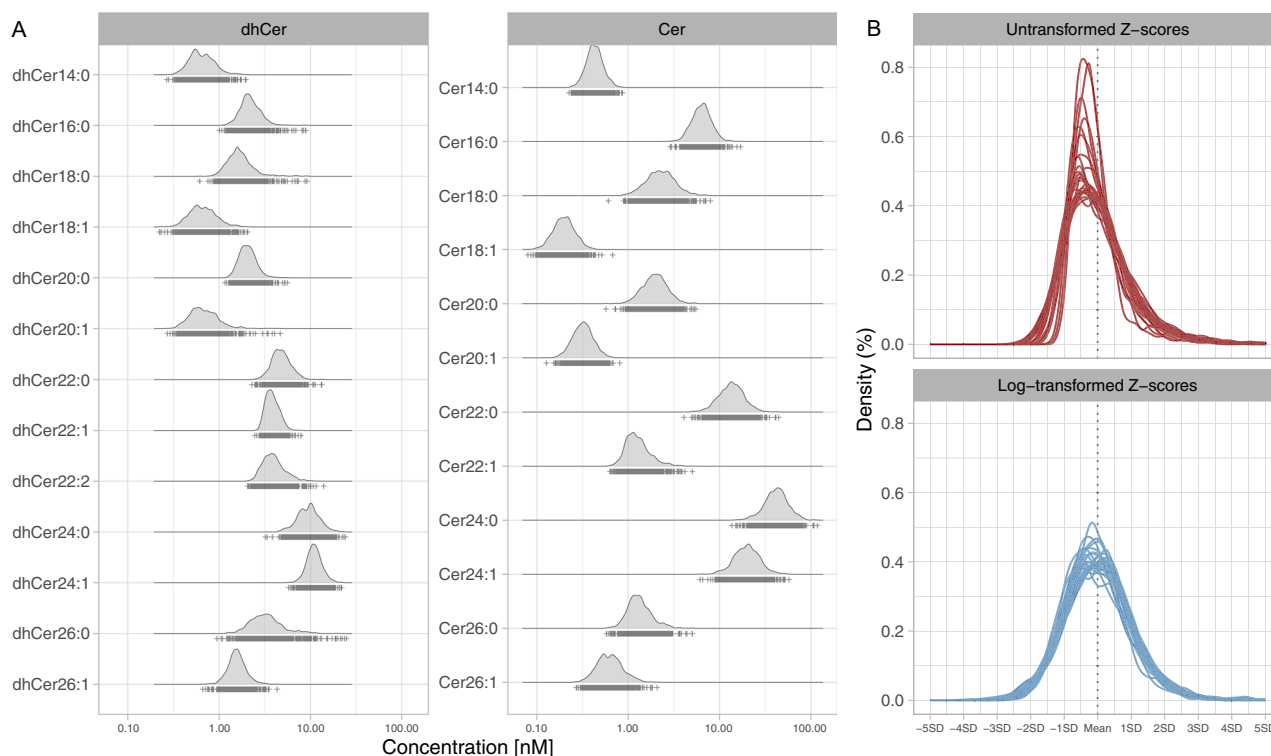 A
dhCer
Cer
dhCer14:0
dhCer16:0
dhCer18:0
dhCer18:1
dhCer20:0
dhCer20:1
dhCer22:0
dhCer22:1
dhCer22:2
dhCer24:0
dhCer24:1
dhCer26:0
dhCer26:1
0.10 1.00 10.00 100.00
Cer14:0
Cer16:0
Cer18:0
Cer18:1
Cer20:0
Cer20:1
Cer22:0
Cer22:1
Cer24:0
Cer24:1
Cer26:0
Cer26:1
0.10 1.00 10.00 100.00
Concentration [nM]
B
Untransformed Z−scores
0.8
0.6
0.4
0.2
0.0
Density (%)
Log−transformed Z−scores
0.8
0.6
0.4
0.2
0.0
−5SD −4SD −2SD −1SD Mean 1SD 2SD 3SD 4SD 5SD